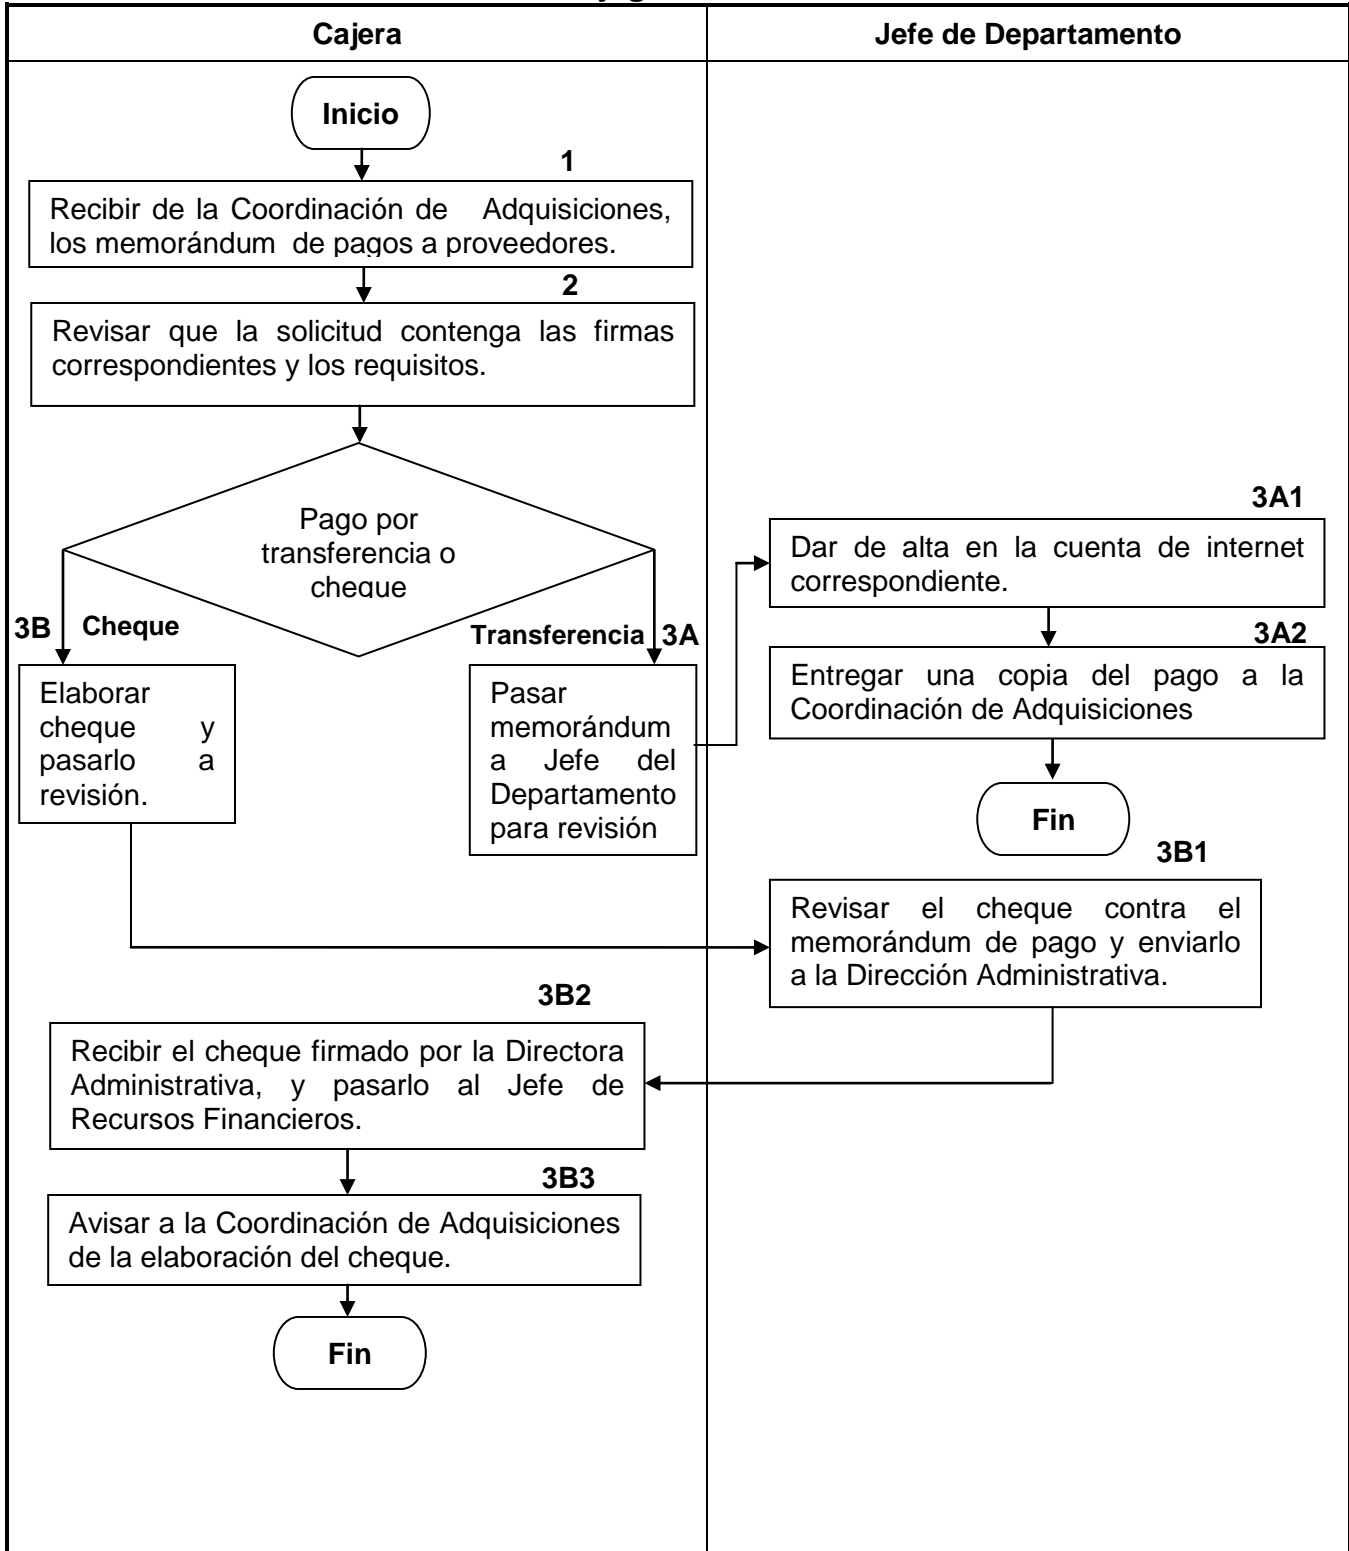 Cajera
Jefe de Departamento
Inicio
1
Recibir de la Coordinación de Adquisiciones,
los memorándum de pagos a proveedores.
2
Revisar que la solicitud contenga las firmas
correspondientes y los requisitos.
Pago por
transferencia o
cheque
3B Cheque
Transferencia 3A
Elaborar
cheque y
pasarlo a
revisión.
Pasar
memorándum
a Jefe del
Departamento
para revisión
3A1
Dar de alta en la cuenta de internet
correspondiente.
3A2
Entregar una copia del pago a la
Coordinación de Adquisiciones
Fin
3B1
Revisar el cheque contra el
memorándum de pago y enviarlo
a la Dirección Administrativa.
3B2
Recibir el cheque firmado por la Directora
Administrativa, y pasarlo al Jefe de
Recursos Financieros.
3B3
Avisar a la Coordinación de Adquisiciones
de la elaboración del cheque.
Fin